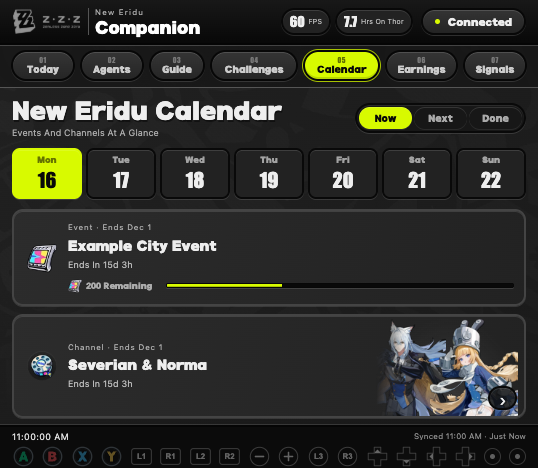 Z·Z·Z
New Eridu
Companion
60 FPS
7.7 Hrs On Thor
Connected
01
Today
02
Agents
03
Guide
04
Challenges
05
Calendar
06
Earnings
07
Signals
New Eridu Calendar
Events And Channels At A Glance
Now
Next
Done
Mon
16
Tue
17
Wed
18
Thu
19
Fri
20
Sat
21
Sun
22
Event · Ends Dec 1
Example City Event
Ends In 15d 3h
200 Remaining
Channel · Ends Dec 1
Severian & Norma
Ends In 15d 3h
11:00:00 AM
Synced 11:00 AM · Just Now
A B X Y L1 R1 L2 R2 − + L3 R3